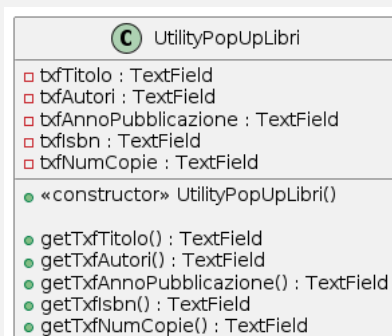 C UtilityPopUpLibri
txfTitolo : TextField
txfAutori : TextField
txfAnnoPubblicazione : TextField
txfIsbn : TextField
txfNumCopie : TextField
«constructor» UtilityPopUpLibri()
getTxfTitolo() : TextField
getTxfAutori() : TextField
getTxfAnnoPubblicazione() : TextField
getTxfIsbn() : TextField
getTxfNumCopie() : TextField